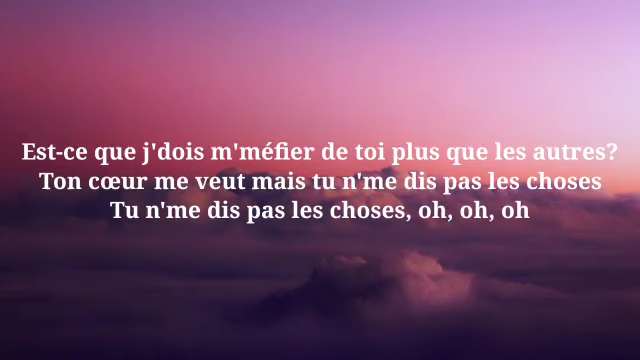 Est-ce que j'dois m'méfier de toi plus que les autres?
Ton cœur me veut mais tu n'me dis pas les choses
Tu n'me dis pas les choses, oh, oh, oh